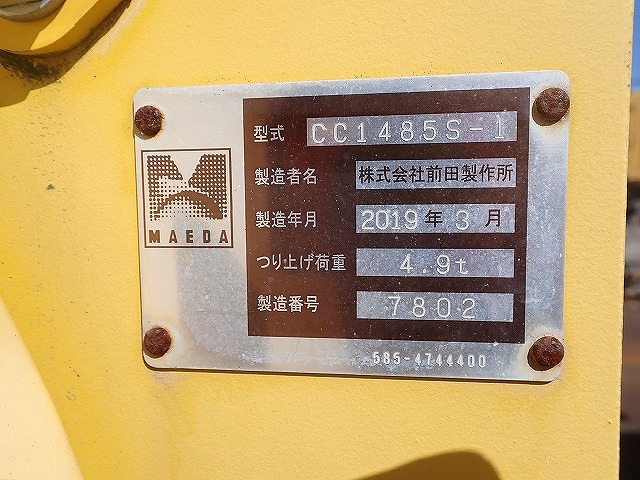 型式 CC1485S-1
製造者名 株式会社前田製作所
製造年月 2019年3月
つり上げ荷重 4.9t
製造番号 7802
MAEDA
585-4744400